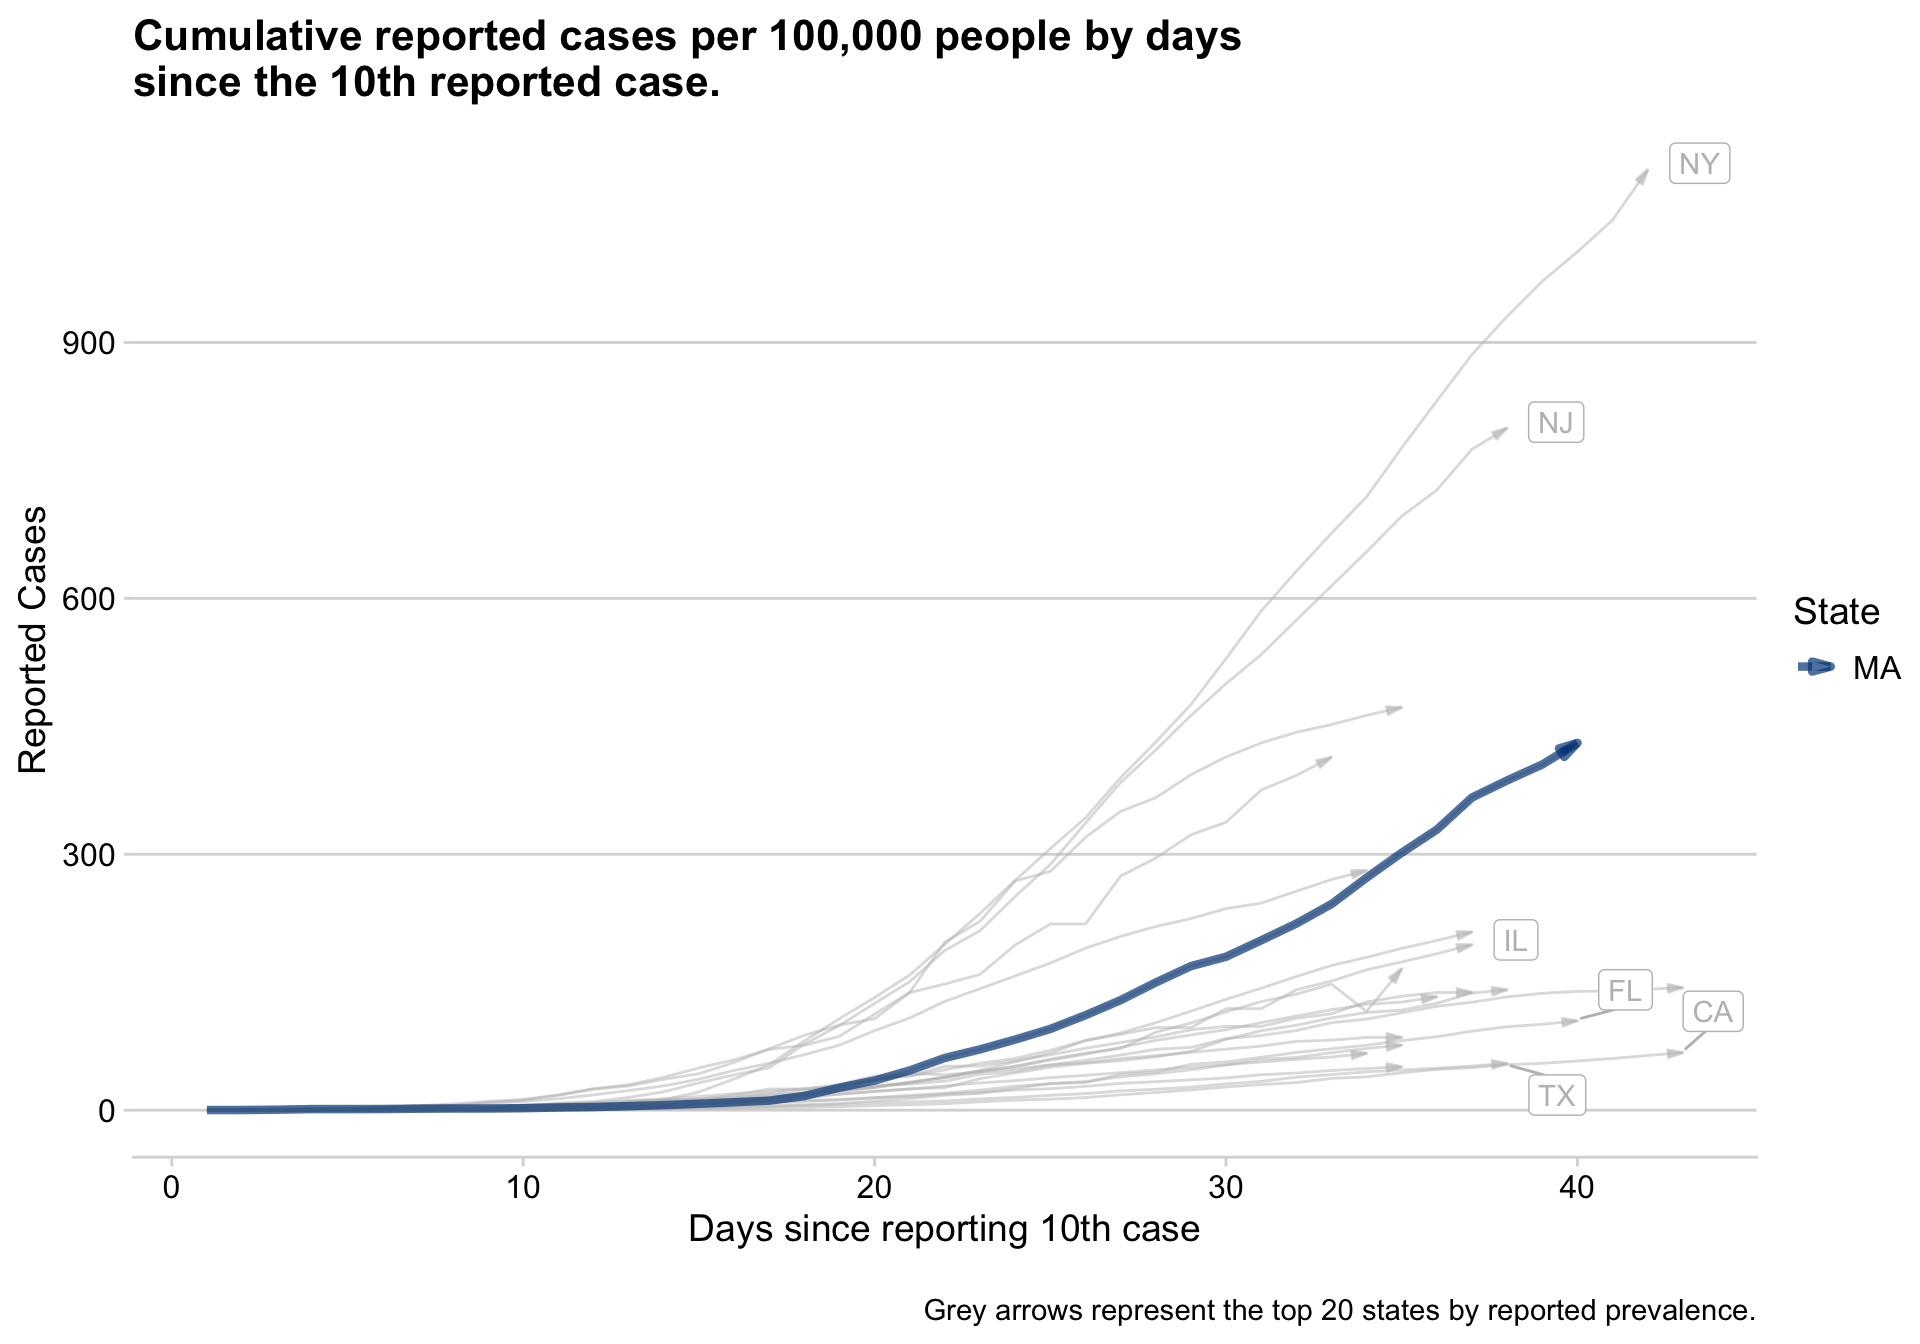 Cumulative reported cases per 100,000 people by days
since the 10th reported case.
NY
900
NJ
Reported Cases
600
State
MA
300
IL
FL
CA
TX
0
0 10 20 30 40
Days since reporting 10th case
Grey arrows represent the top 20 states by reported prevalence.